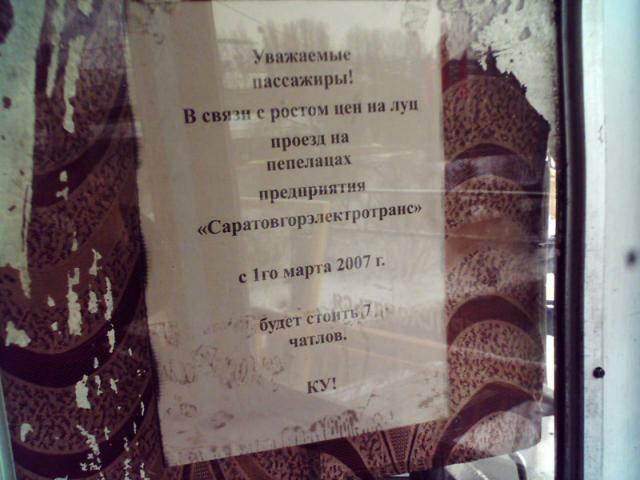 Уважаемые
пассажиры!
В связи с ростом цен на луц
проезд на
пепелацах
предприятия
«Саратовгорэлектротранс»
с 1го марта 2007 г.
будет стоить 7
чатлов.
КУ!